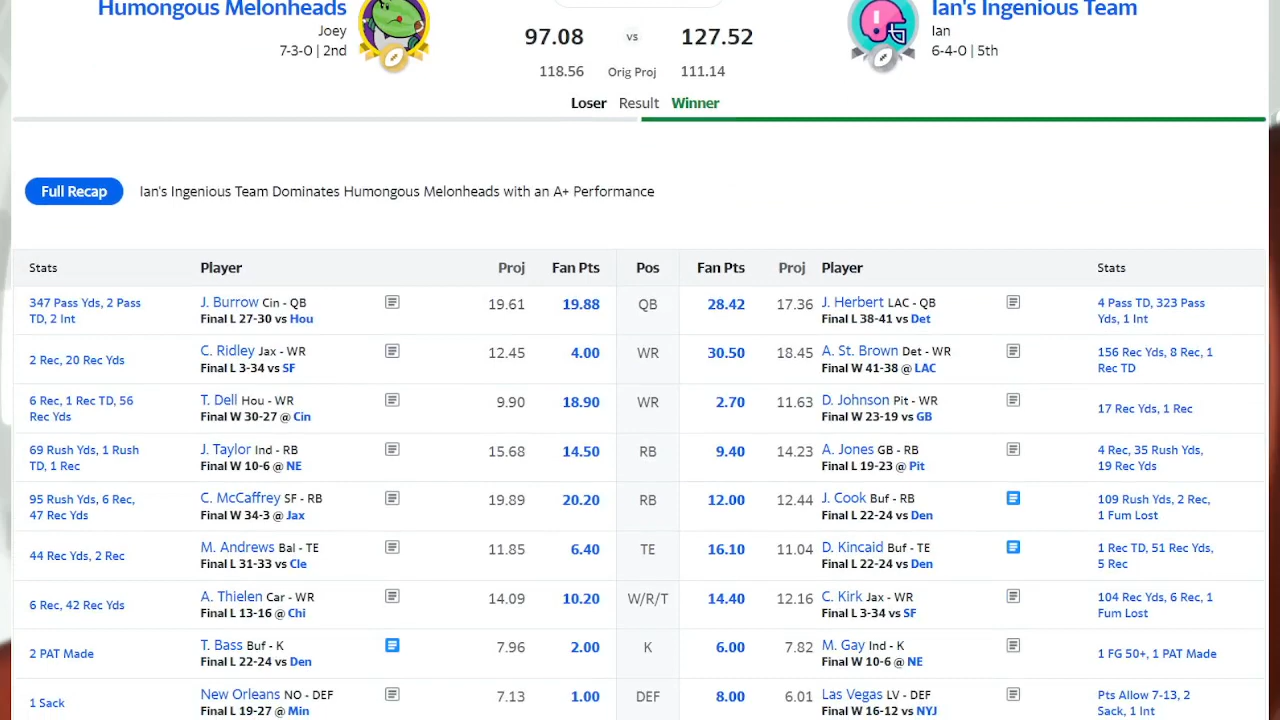 Humongous Melonheads
Joey
7-3-0 | 2nd
97.08 vs 127.52
118.56 Orig Proj 111.14
Loser Result Winner
Ian's Ingenious Team
Ian
6-4-0 | 5th
Full Recap Ian's Ingenious Team Dominates Humongous Melonheads with an A+ Performance
Stats Player Proj Fan Pts Pos Fan Pts Proj Player Stats
347 Pass Yds, 2 Pass TD, 2 Int J. Burrow Cin - QB 19.61 19.88 QB 28.42 17.36 J. Herbert LAC - QB 4 Pass TD, 323 Pass Yds, 1 Int
Final L 27-30 vs Hou Final L 38-41 vs Det
2 Rec, 20 Rec Yds C. Ridley Jax - WR 12.45 4.00 WR 30.50 18.45 A. St. Brown Det - WR 156 Rec Yds, 8 Rec, 1 Rec TD
Final L 3-34 vs SF Final W 41-38 @ LAC
6 Rec, 1 Rec TD, 56 Rec Yds T. Dell Hou - WR 9.90 18.90 WR 2.70 11.63 D. Johnson Pit - WR 17 Rec Yds, 1 Rec
Final W 30-27 @ Cin Final W 23-19 vs GB
69 Rush Yds, 1 Rush TD, 1 Rec J. Taylor Ind - RB 15.68 14.50 RB 9.40 14.23 A. Jones GB - RB 4 Rec, 35 Rush Yds, 19 Rec Yds
Final W 10-6 @ NE Final L 19-23 @ Pit
95 Rush Yds, 6 Rec, 47 Rec Yds C. McCaffrey SF - RB 19.89 20.20 RB 12.00 12.44 J. Cook Buf - RB 109 Rush Yds, 2 Rec, 1 Fum Lost
Final W 34-3 @ Jax Final L 22-24 vs Den
44 Rec Yds, 2 Rec M. Andrews Bal - TE 11.85 6.40 TE 16.10 11.04 D. Kincaid Buf - TE 1 Rec TD, 51 Rec Yds, 5 Rec
Final L 31-33 vs Cle Final L 22-24 vs Den
6 Rec, 42 Rec Yds A. Thielen Car - WR 14.09 10.20 W/R/T 14.40 12.16 C. Kirk Jax - WR 104 Rec Yds, 6 Rec, 1 Fum Lost
Final L 13-16 @ Chi Final L 3-34 vs SF
2 PAT Made T. Bass Buf - K 7.96 2.00 K 6.00 7.82 M. Gay Ind - K 1 FG 50+, 1 PAT Made
Final L 22-24 vs Den Final W 10-6 @ NE
1 Sack New Orleans NO - DEF 7.13 1.00 DEF 8.00 6.01 Las Vegas LV - DEF Pts Allow 7-13, 2 Sack, 1 Int
Final L 19-27 @ Min Final W 16-12 vs NYJ